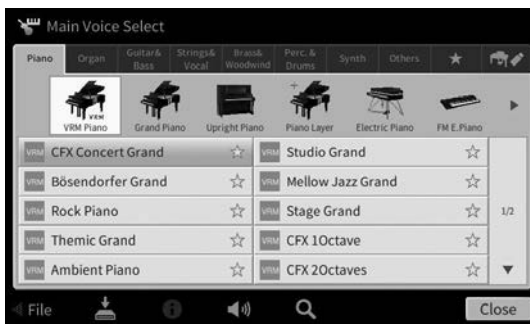 Main Voice Select
Piano
Organ
Guitar&
Bass
Strings&
Vocal
Brass&
Woodwind
Perc. &
Drums
Synth
Others
VRM
VRM Piano
Grand Piano
Upright Piano
Piano Layer
Electric Piano
FM E.Piano
VRM CFX Concert Grand
VRM Studio Grand
VRM Bösendorfer Grand
VRM Mellow Jazz Grand
VRM Rock Piano
VRM Stage Grand
1/2
VRM Themic Grand
VRM CFX 1Octave
VRM Ambient Piano
VRM CFX 2Octaves
File
Close